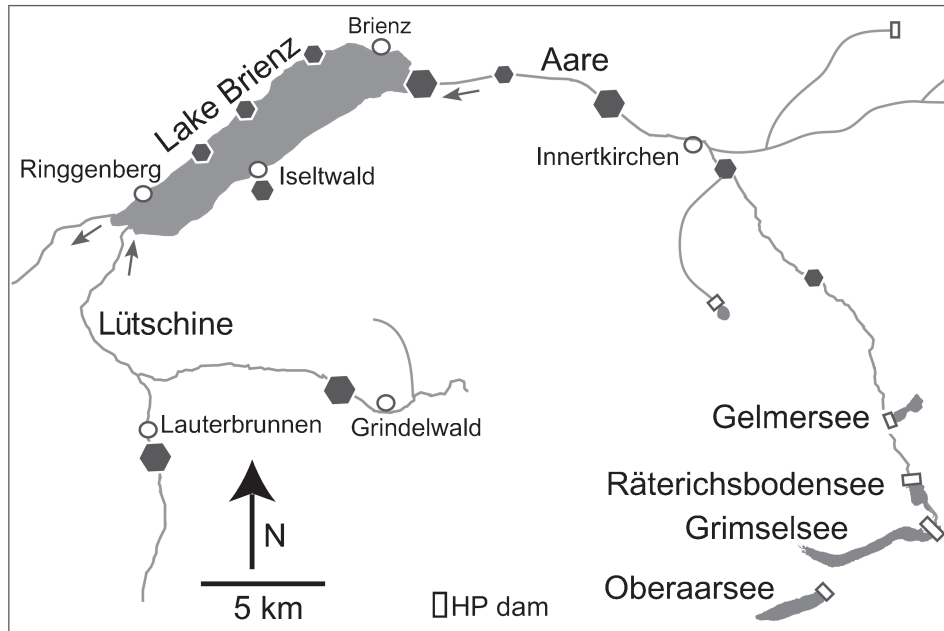 Brienz
Lake Brienz
Aare
Ringgenberg
Iseltwald
Innertkirchen
Lütschine
Lauterbrunnen
Grindelwald
Gelmersee
Räterichsbodensee
Grimselsee
Oberaarsee
N
5 km
HP dam